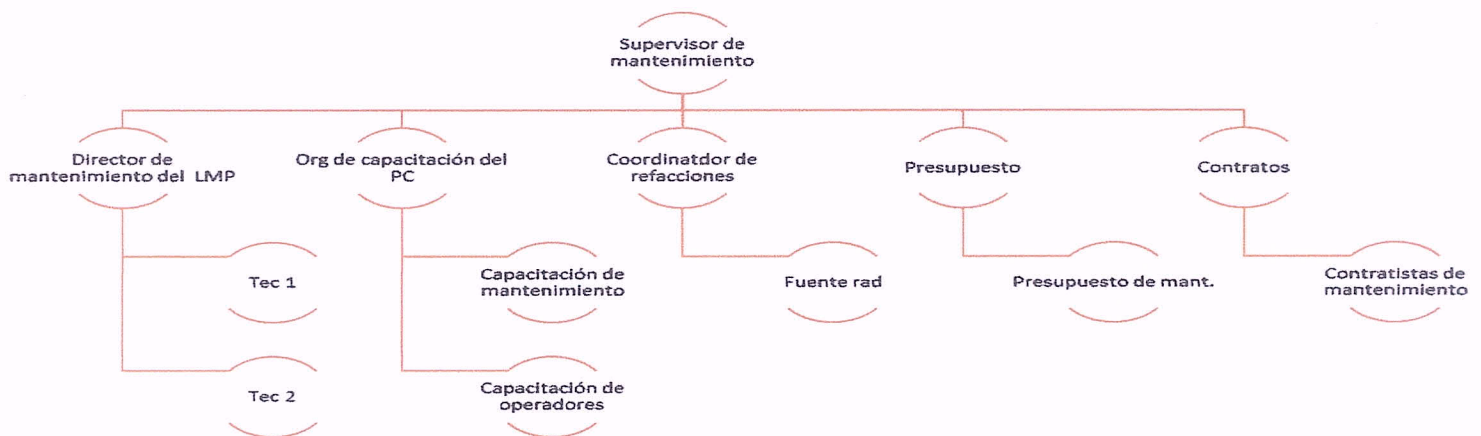 Supervisor de
mantenimiento
Director de
mantenimiento del LMP
Org de capacitación del
PC
Coordinatdor de
refacciones
Presupuesto
Contratos
Tec 1
Capacitación de
mantenimiento
Fuente rad
Presupuesto de mant.
Contratistas de
mantenimiento
Tec 2
Capacitación de
operadores